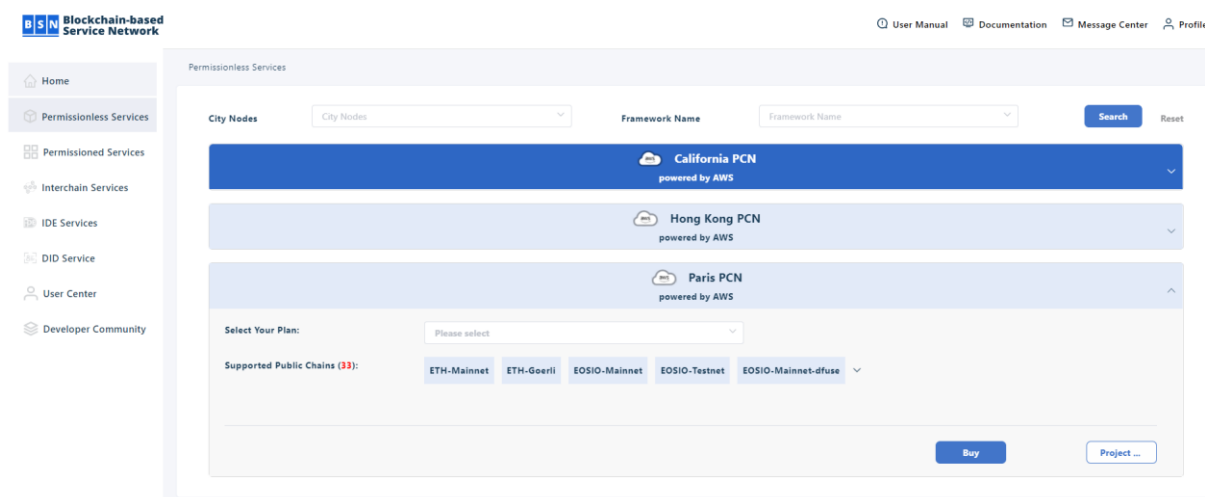 BSN Blockchain-based
Service Network
User Manual Documentation Message Center Profile
Home
Permissionless Services
Permissioned Services
Interchain Services
IDE Services
DID Service
User Center
Developer Community
Permissionless Services
City Nodes City Nodes Framework Name Framework Name Search Reset
aws California PCN
powered by AWS
aws Hong Kong PCN
powered by AWS
aws Paris PCN
powered by AWS
Select Your Plan: Please select
Supported Public Chains (33): ETH-Mainnet ETH-Goerli EOSIO-Mainnet EOSIO-Testnet EOSIO-Mainnet-dfuse
Buy Project ...